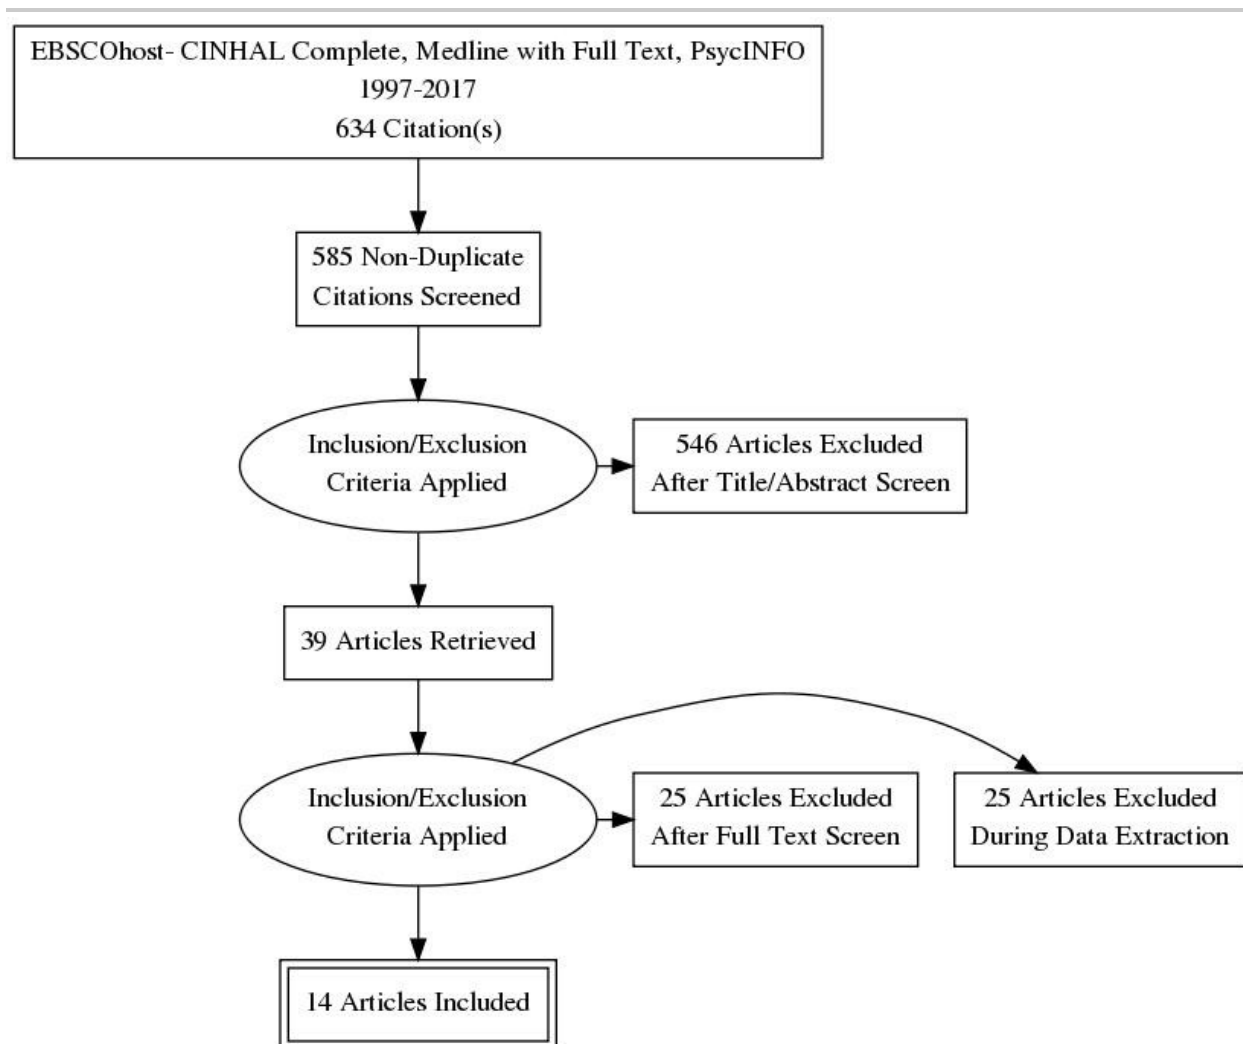 EBSCOhost- CINHAL Complete, Medline with Full Text, PsycINFO
1997-2017
634 Citation(s)
585 Non-Duplicate
Citations Screened
Inclusion/Exclusion
Criteria Applied
546 Articles Excluded
After Title/Abstract Screen
39 Articles Retrieved
Inclusion/Exclusion
Criteria Applied
25 Articles Excluded
After Full Text Screen
25 Articles Excluded
During Data Extraction
14 Articles Included